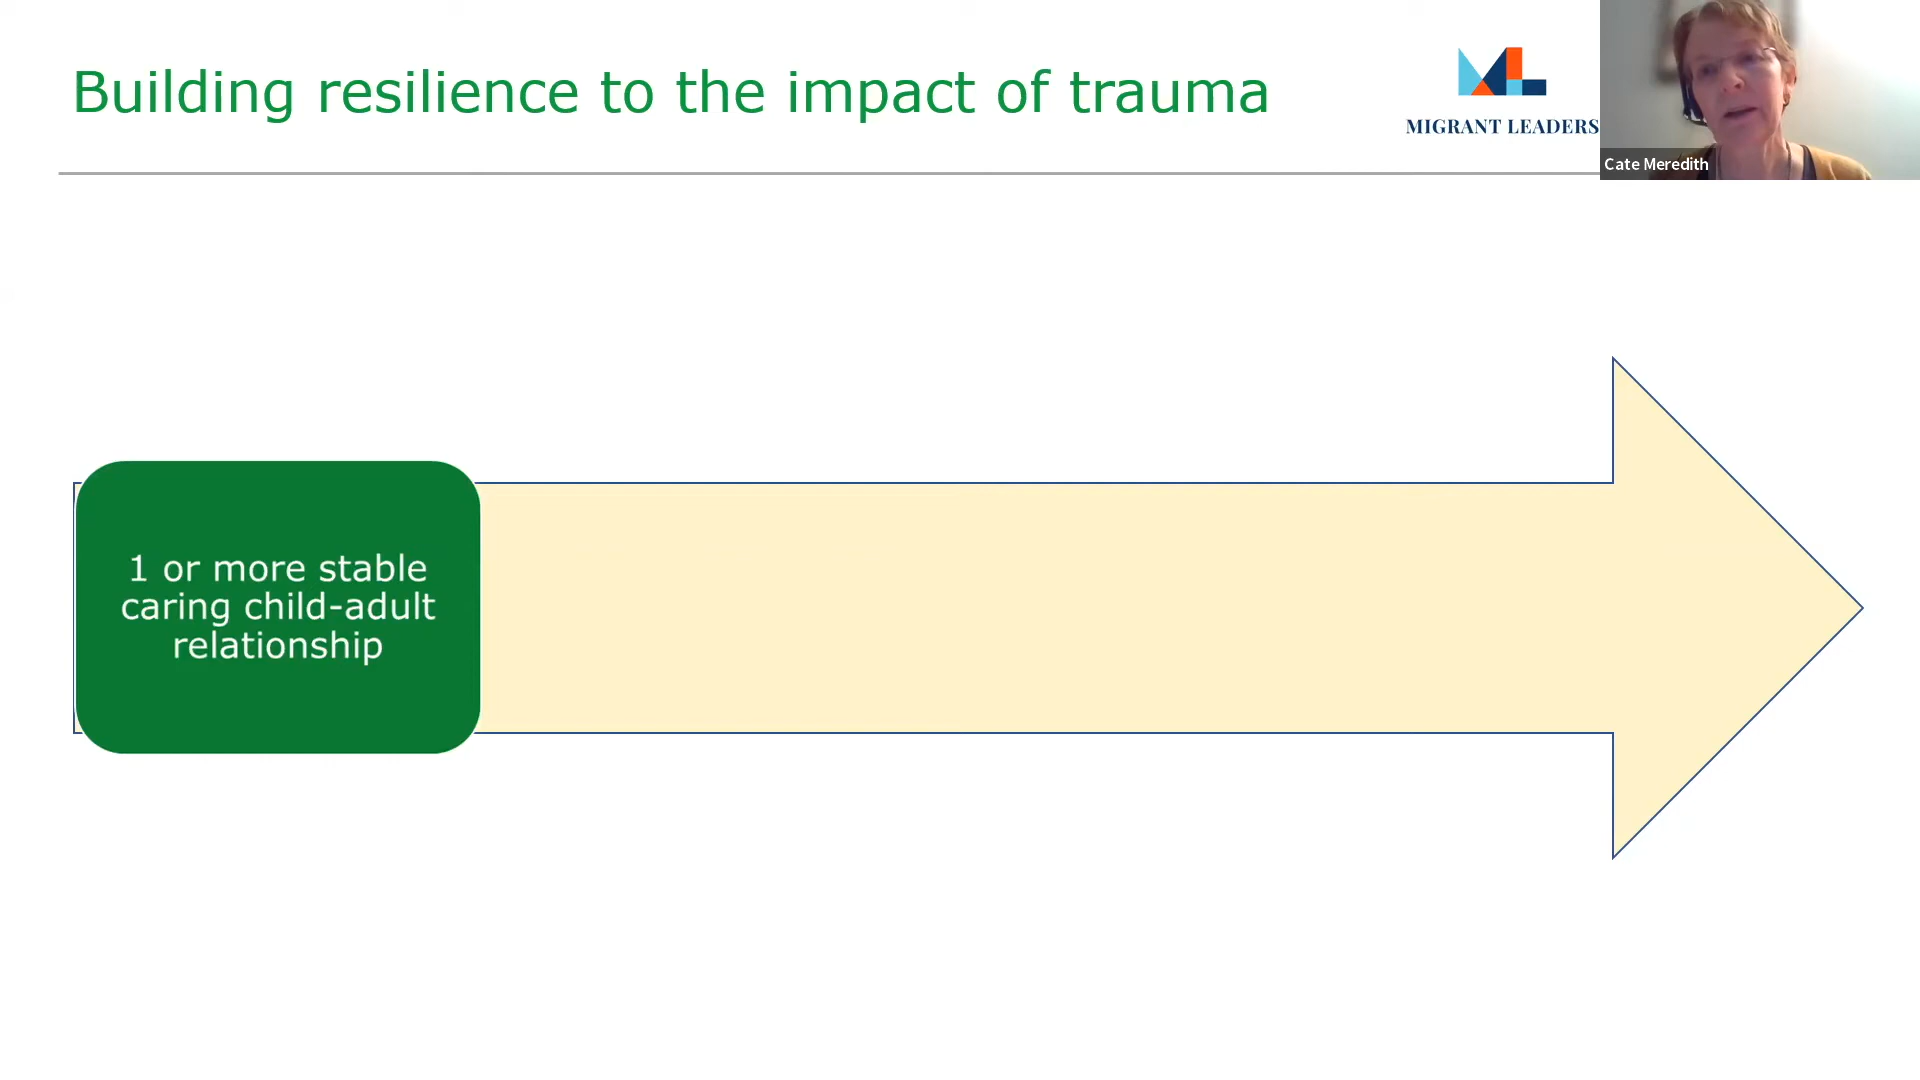 Building resilience to the impact of trauma
MIGRANT LEADERS
Cate Meredith
1 or more stable
caring child-adult
relationship